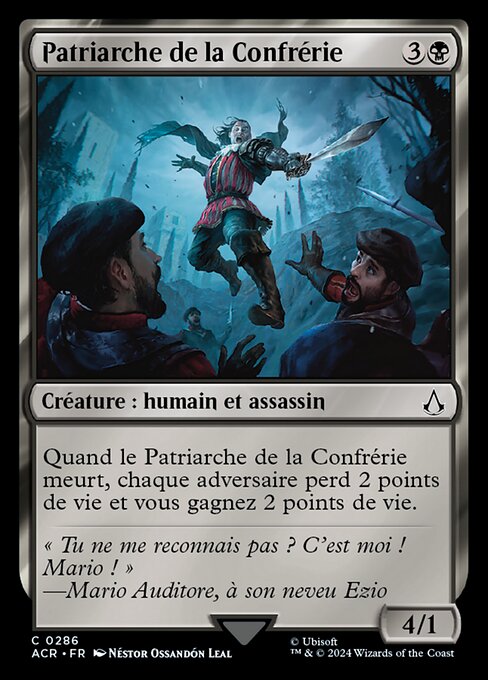 Patriarche de la Confrérie 3
Créature : humain et assassin
Quand le Patriarche de la Confrérie
meurt, chaque adversaire perd 2 points
de vie et vous gagnez 2 points de vie.
« Tu ne me reconnais pas ? C'est moi !
Mario ! »
—Mario Auditore, à son neveu Ezio
4/1
C 0286
ACR • FR Néstor Ossandón Leal
© Ubisoft
™ & © 2024 Wizards of the Coast